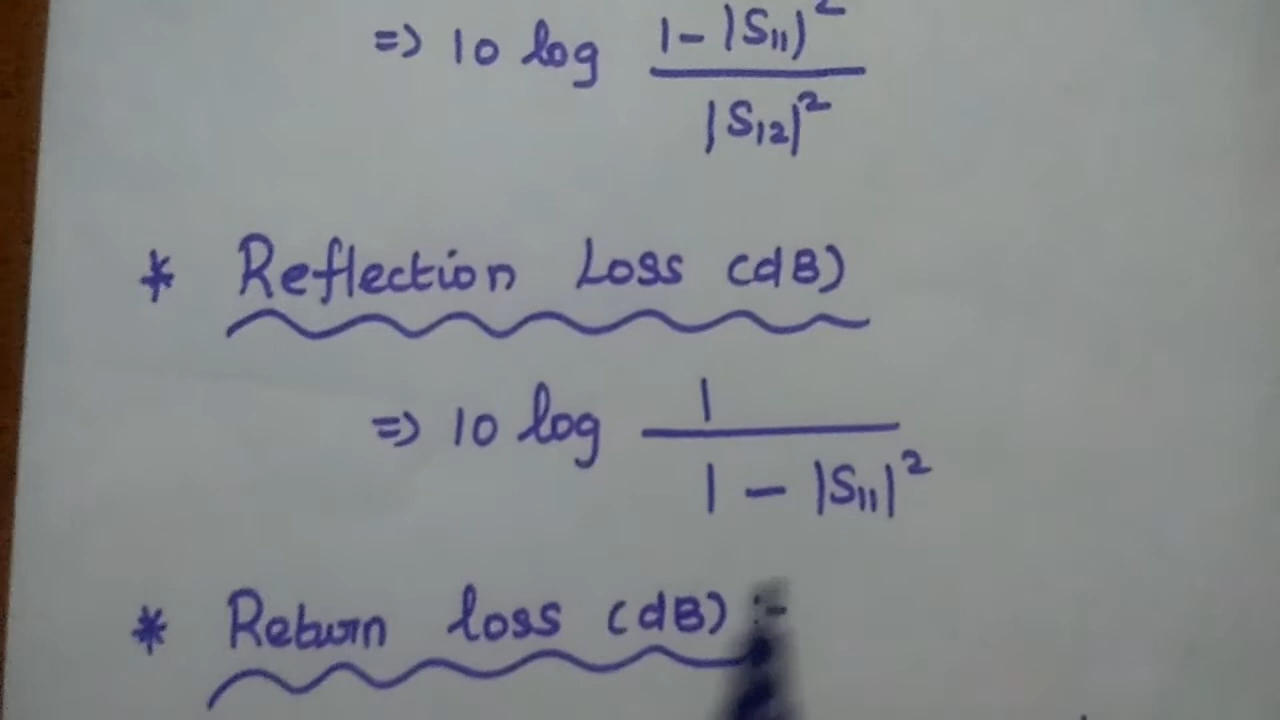 => 10 log (1 - |S11|²) / |S12|²
* Reflection Loss (dB)
=> 10 log 1 / (1 - |S11|²)
* Return loss (dB) :-